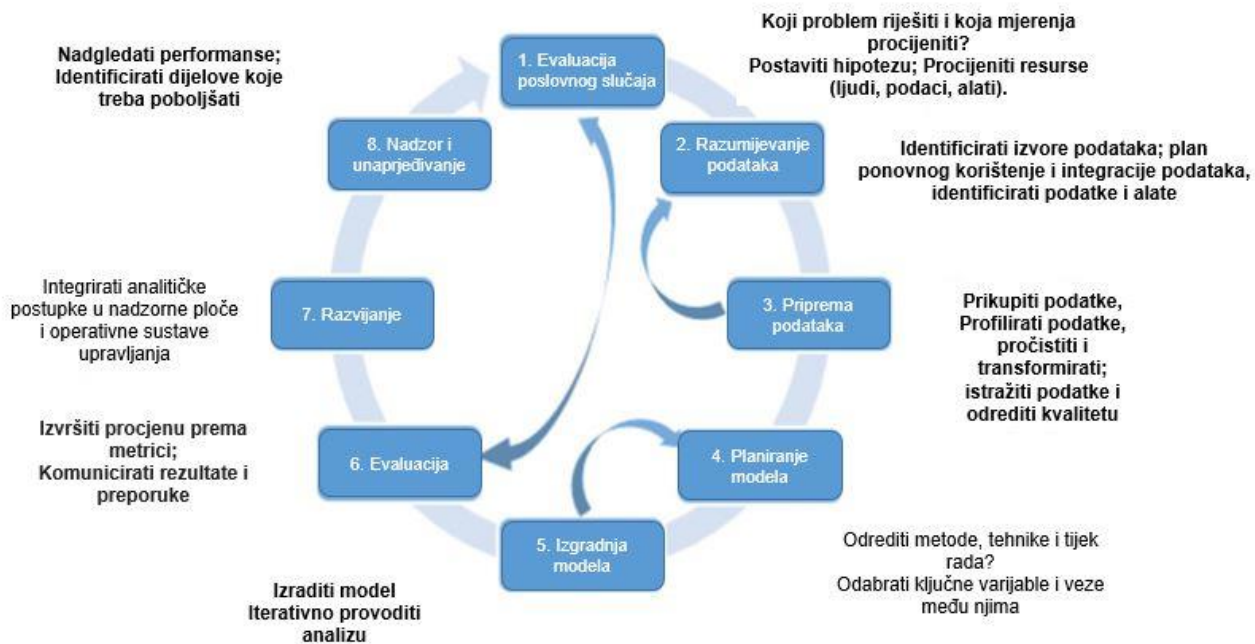 1. Evaluacija
poslovnog slučaja
Koji problem riješiti i koja mjerenja
procijeniti?
Postaviti hipotezu; Procijeniti resurse
(ljudi, podaci, alati).
2. Razumijevanje
podataka
Identificirati izvore podataka; plan
ponovnog korištenje i integracije podataka,
identificirati podatke i alate
3. Priprema
podataka
Prikupiti podatke,
Profilirati podatke,
pročistiti i
transformirati;
istražiti podatke i
odrediti kvalitetu
4. Planiranje
modela
Odrediti metode, tehnike i tijek
rada?
Odabrati ključne varijable i veze
među njima
5. Izgradnja
modela
Izraditi model
Iterativno provoditi
analizu
6. Evaluacija
Izvršiti procjenu prema
metrici;
Komunicirati rezultate i
preporuke
7. Razvijanje
Integrirati analitičke
postupke u nadzorne ploče
i operativne sustave
upravljanja
8. Nadzor i
unaprjeđivanje
Nadgledati performanse;
Identificirati dijelove koje
treba poboljšati